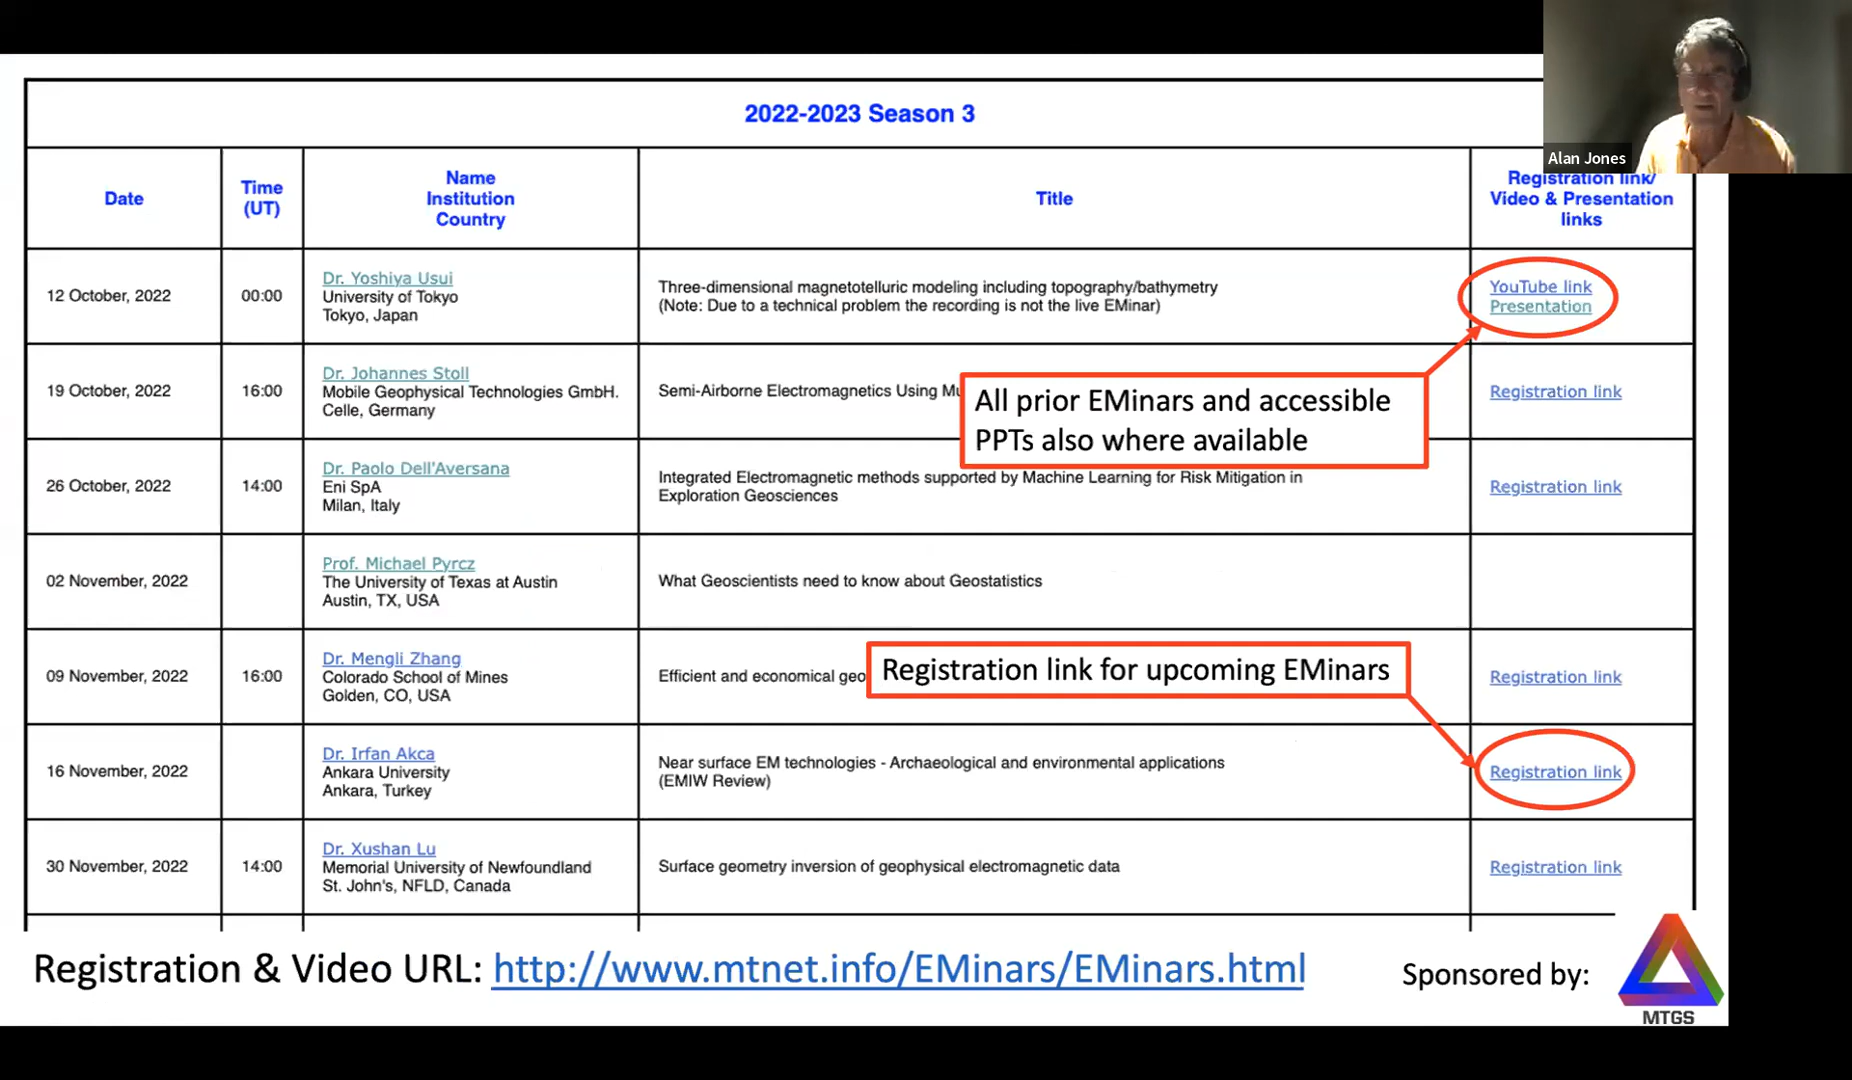 2022-2023 Season 3
Alan Jones
Date
Time
(UT)
Name
Institution
Country
Title
Registration link/
Video & Presentation
links
12 October, 2022
00:00
Dr. Yoshiya Usui
University of Tokyo
Tokyo, Japan
Three-dimensional magnetotelluric modeling including topography/bathymetry
(Note: Due to a technical problem the recording is not the live EMinar)
YouTube link
Presentation
19 October, 2022
16:00
Dr. Johannes Stoll
Mobile Geophysical Technologies GmbH.
Celle, Germany
Semi-Airborne Electromagnetics Using
Registration link
All prior EMinars and accessible
PPTs also where available
26 October, 2022
14:00
Dr. Paolo Dell'Aversana
Eni SpA
Milan, Italy
Integrated Electromagnetic methods supported by Machine Learning for Risk Mitigation in
Exploration Geosciences
Registration link
02 November, 2022
Prof. Michael Pyrcz
The University of Texas at Austin
Austin, TX, USA
What Geoscientists need to know about Geostatistics
09 November, 2022
16:00
Dr. Mengli Zhang
Colorado School of Mines
Golden, CO, USA
Efficient and economical geo
Registration link for upcoming EMinars
Registration link
16 November, 2022
Dr. Irfan Akca
Ankara University
Ankara, Turkey
Near surface EM technologies - Archaeological and environmental applications
(EMIW Review)
Registration link
30 November, 2022
14:00
Dr. Xushan Lu
Memorial University of Newfoundland
St. John's, NFLD, Canada
Surface geometry inversion of geophysical electromagnetic data
Registration link
Registration & Video URL: http://www.mtnet.info/EMinars/EMinars.html
Sponsored by:
MTGS